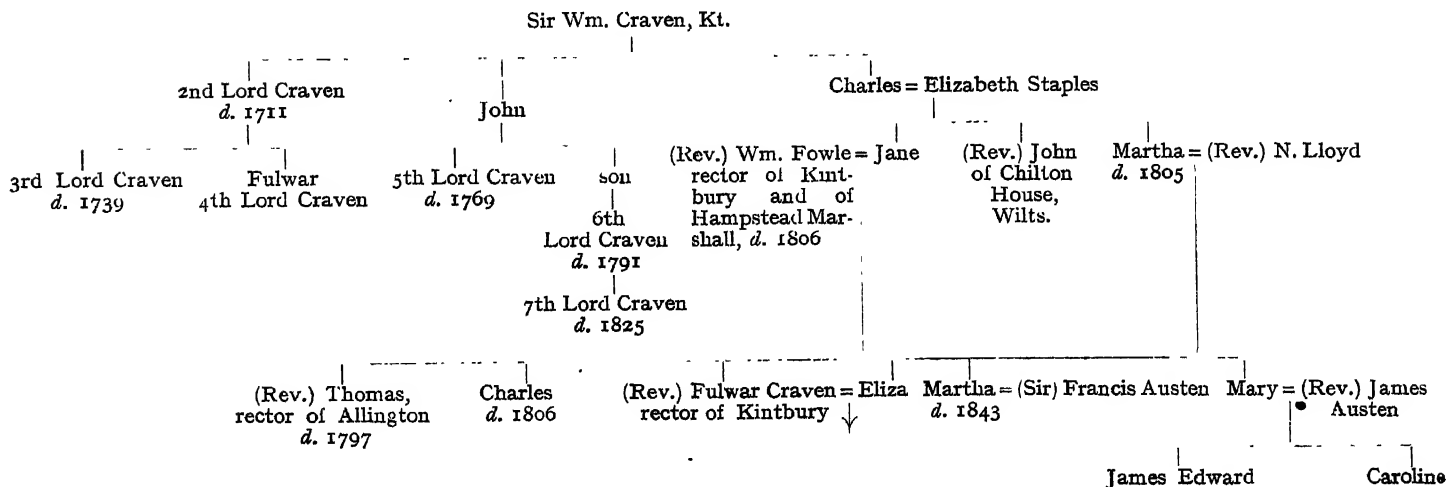 Sir Wm. Craven, Kt.
2nd Lord Craven
d. 1711
John
Charles = Elizabeth Staples
3rd Lord Craven
d. 1739
Fulwar
4th Lord Craven
5th Lord Craven
d. 1769
son
6th
Lord Craven
d. 1791
7th Lord Craven
d. 1825
(Rev.) Wm. Fowle = Jane
rector of Kint-
bury and of
Hampstead Mar-
shall, d. 1806
(Rev.) John
of Chilton
House,
Wilts.
Martha = (Rev.) N. Lloyd
d. 1805
(Rev.) Thomas,
rector of Allington
d. 1797
Charles
d. 1806
(Rev.) Fulwar Craven = Eliza
rector of Kintbury
Martha = (Sir) Francis Austen
d. 1843
Mary = (Rev.) James
Austen
James Edward
Caroline